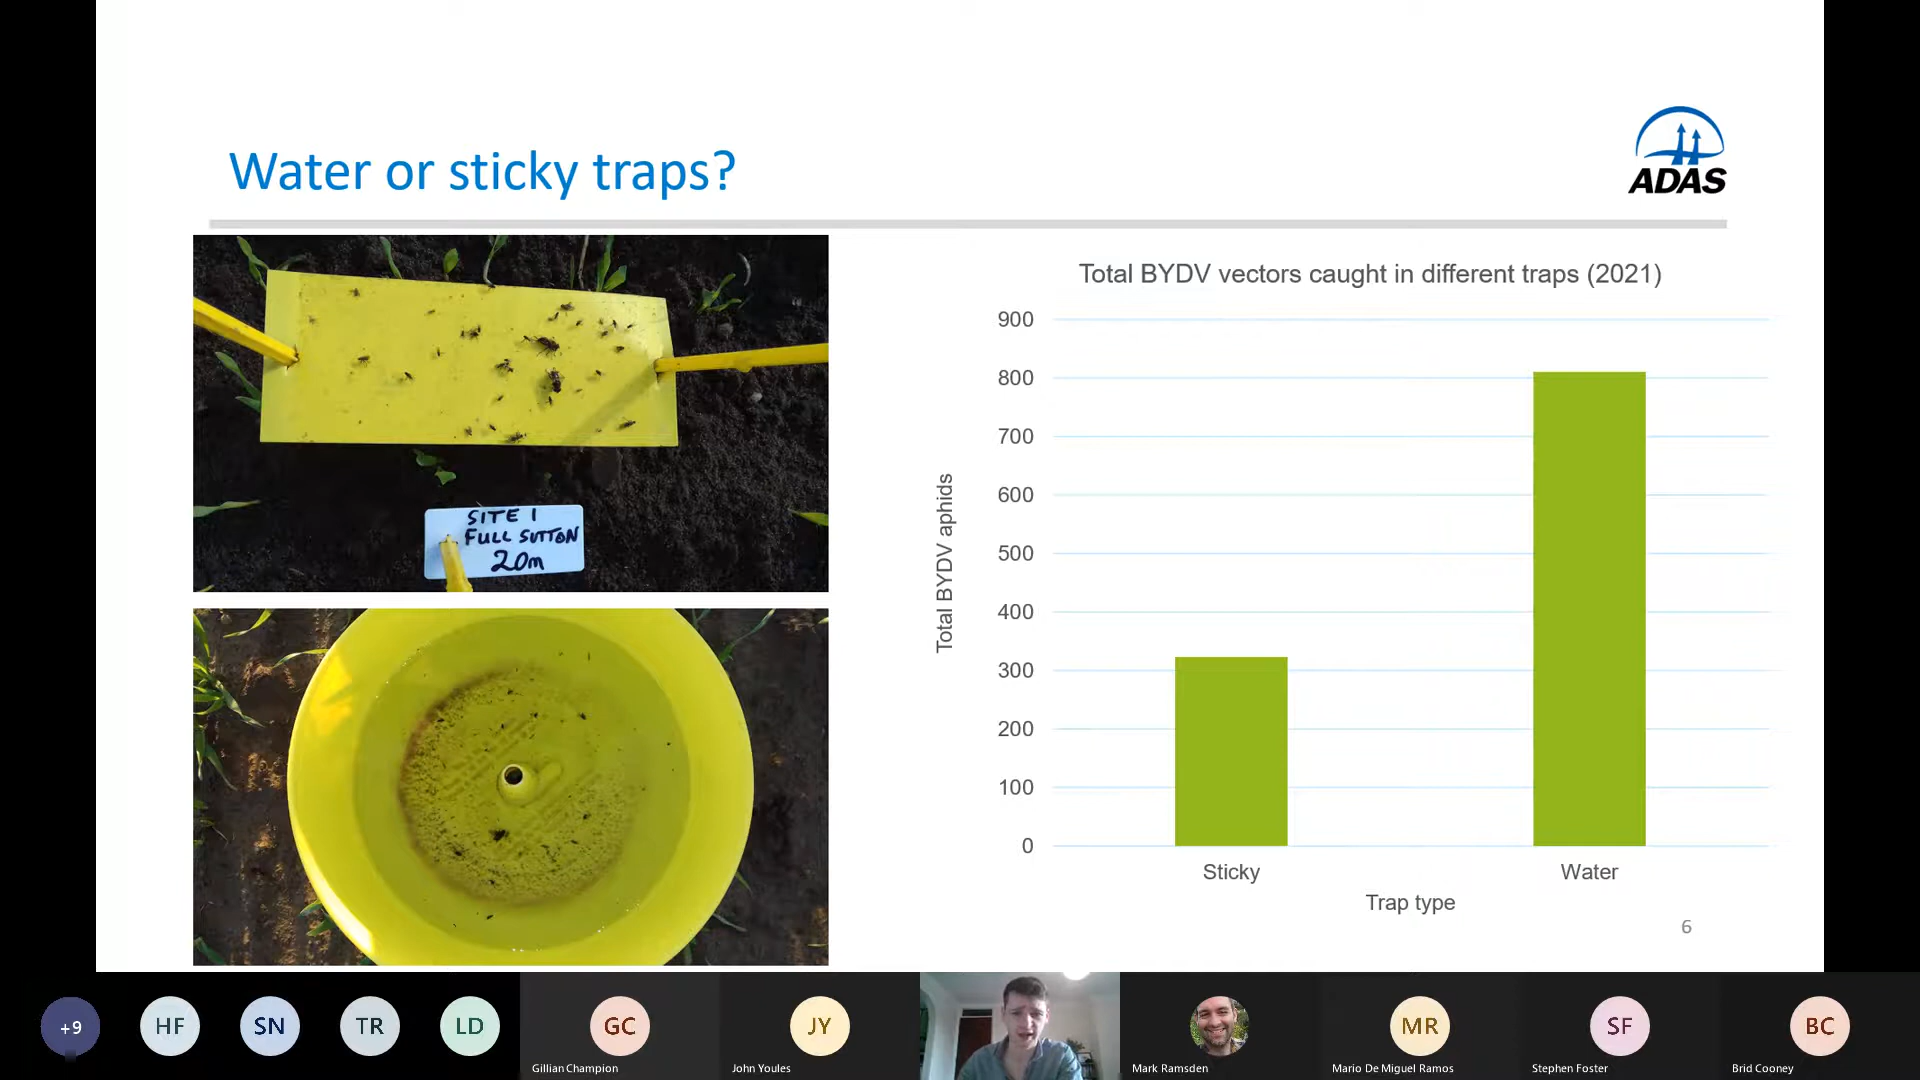 Water or sticky traps?
ADAS
SITE 1
FULL SUTTON
20m
Total BYDV vectors caught in different traps (2021)
900
800
700
600
500
400
300
200
100
0
Total BYDV aphids
Sticky
Water
Trap type
6
+9
HF
SN
TR
LD
GC
Gillian Champion
JY
John Youles
Mark Ramsden
MR
Mario De Miguel Ramos
SF
Stephen Foster
BC
Brid Cooney